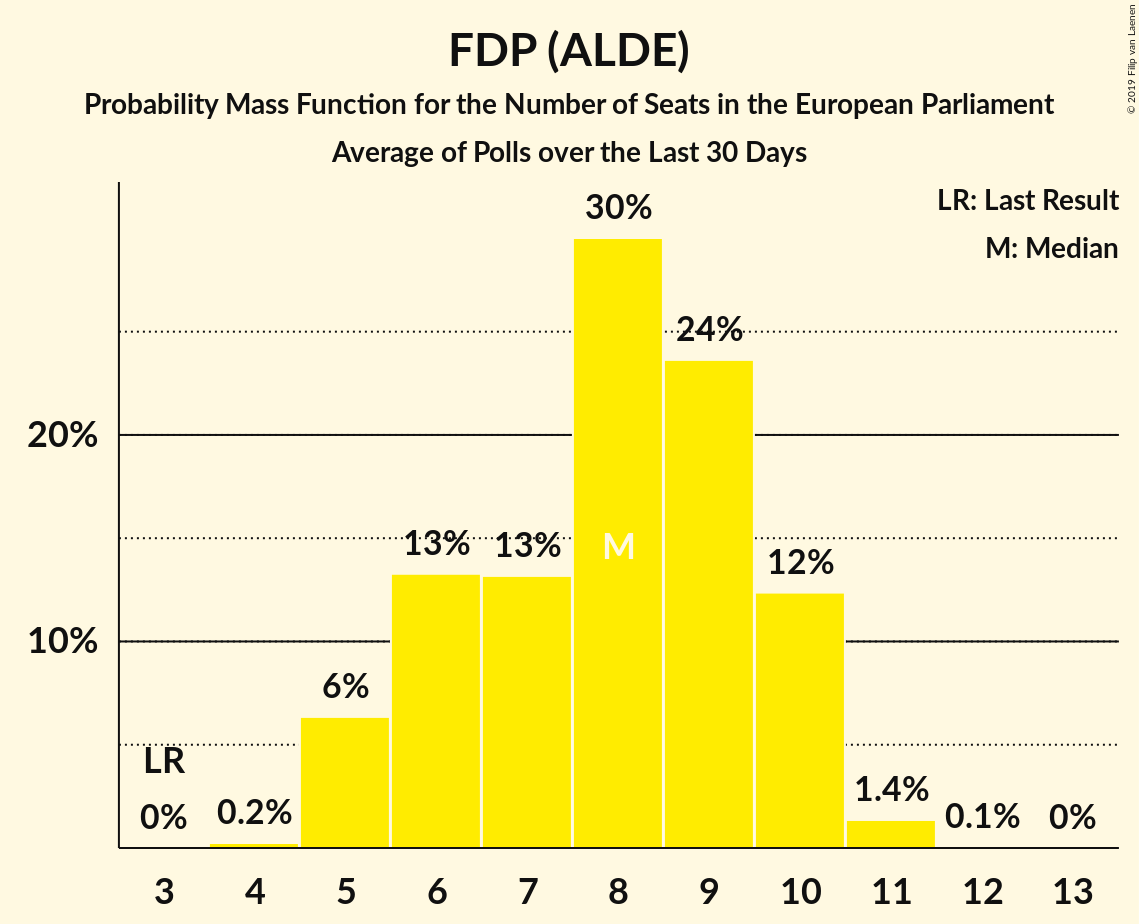 FDP (ALDE)
Probability Mass Function for the Number of Seats in the European Parliament
Average of Polls over the Last 30 Days
© 2019 Filip van Laenen
LR: Last Result
M: Median
30%
24%
20%
13%
13%
M
12%
10%
6%
LR
0%
0.2%
1.4%
0.1%
0%
3 4 5 6 7 8 9 10 11 12 13